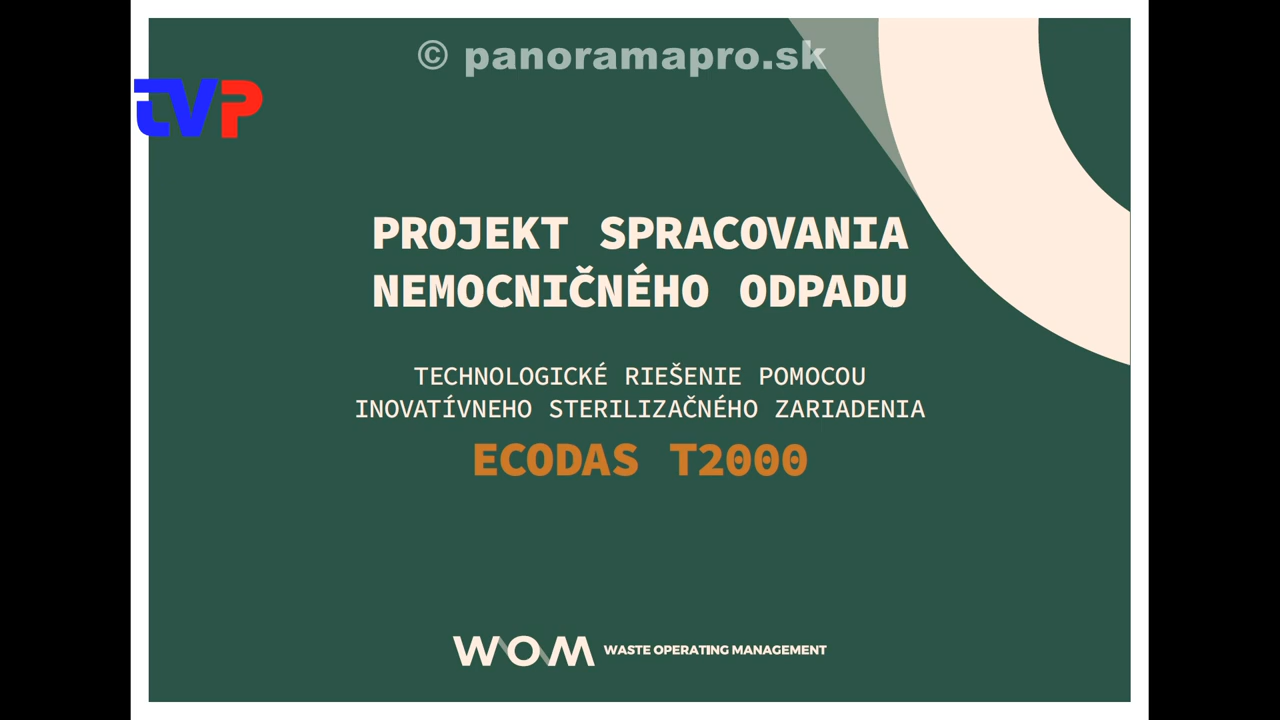 © panoramapro.sk
tVP
PROJEKT SPRACOVANIA
NEMOCNIČNÉHO ODPADU
TECHNOLOGICKÉ RIEŠENIE POMOCOU
INOVATÍVNEHO STERILIZAČNÉHO ZARIADENIA
ECODAS T2000
WOM WASTE OPERATING MANAGEMENT